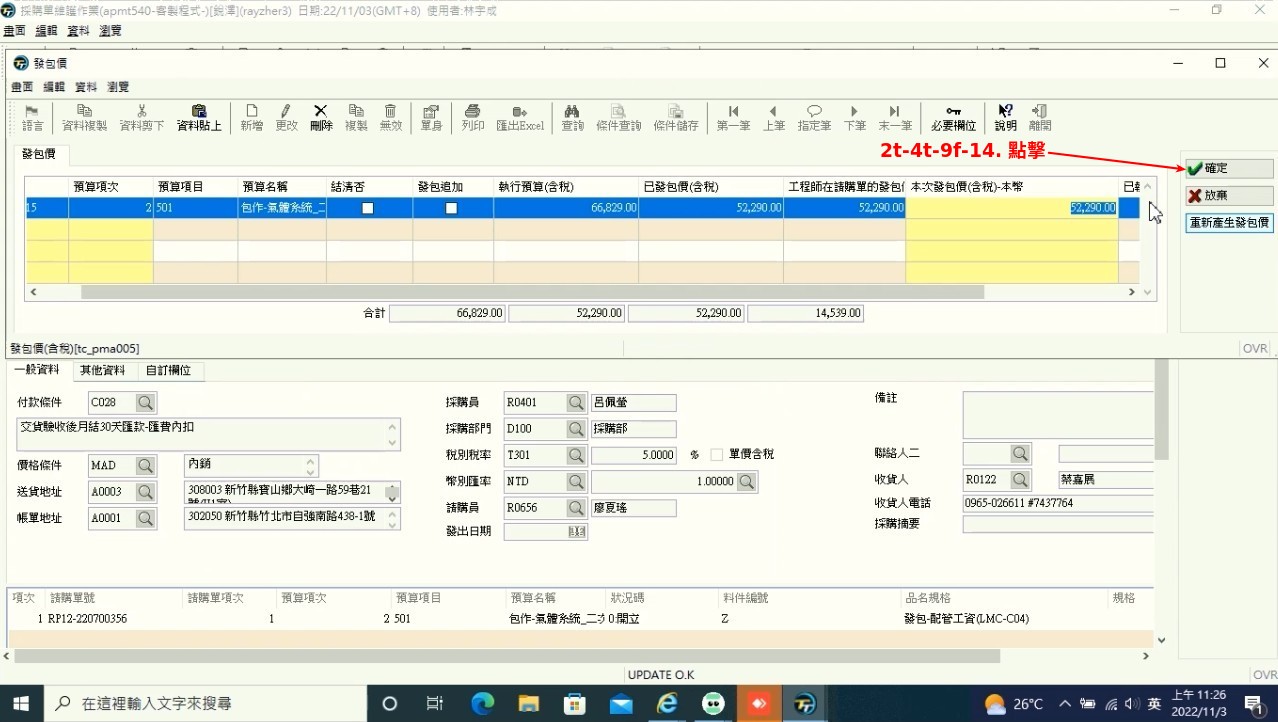 採購單維護作業(apmt540-客製程式-)[銳澤](rayzher3) 日期:22/11/03(GMT+8) 使用者:林宇成
畫面 編輯 資料 瀏覽
發包價
畫面 編輯 資料 瀏覽
語言 資料複製 資料剪下 資料貼上 新增 更改 刪除 複製 無效 單身 列印 匯出Excel 查詢 條件查詢 條件儲存 第一筆 上筆 指定筆 下筆 末一筆 必要欄位 說明 離開
發包價
2t-4t-9f-14. 點擊
確定
放棄
重新產生發包價
預算項次 預算項目 預算名稱 結清否 發包追加 執行預算(含稅) 已發包價(含稅) 工程師在請購單的發包價 本次發包價(含稅)-本幣
15 2 501 包作-氣體系統_二 66,829.00 52,290.00 52,290.00 52,290.00
合計 66,829.00 52,290.00 52,290.00 14,539.00
發包價(含稅)[tc_pma005] OVR
一般資料 其他資料 自訂欄位
付款條件 C028 採購員 R0401 呂佩螢 備註
交貨驗收後月結30天匯款-匯費內扣 採購部門 D100 採購部
價格條件 MAD 內銷 稅別稅率 T301 5.0000 % 單價含稅 聯絡人二
送貨地址 A0003 308003 新竹縣寶山鄉大崎一路59巷21 幣別匯率 NTD 1.00000 收貨人 R0122 蔡嘉展
帳單地址 A0001 302050 新竹縣竹北市自強南路438-1號 請購員 R0656 廖夏瑤 收貨人電話 0965-026611 #7437764
發出日期 採購摘要
項次 請購單號 請購單項次 預算項次 預算項目 預算名稱 狀況碼 料件編號 品名規格 規格
1 RP12-220700356 1 2 501 包作-氣體系統_二次 0:開立 Z 發包-配管工資(LMC-C04)
UPDATE O.K OVR
在這裡輸入文字來搜尋
26°C 英 上午 11:26
2022/11/3 1